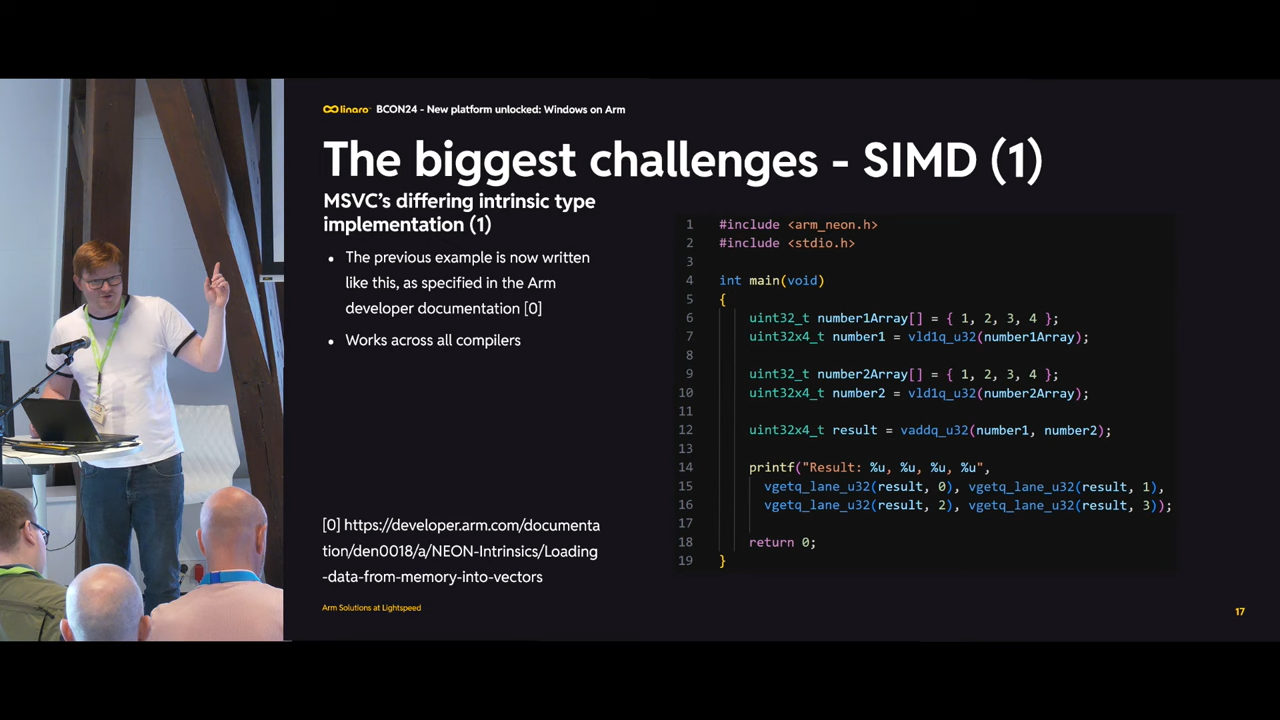 linaro BCON24 - New platform unlocked: Windows on Arm
The biggest challenges - SIMD (1)
MSVC's differing intrinsic type
implementation (1)
• The previous example is now written
like this, as specified in the Arm
developer documentation [0]
• Works across all compilers
[0] https://developer.arm.com/documenta
tion/den0018/a/NEON-Intrinsics/Loading
-data-from-memory-into-vectors
Arm Solutions at Lightspeed
1 #include <arm_neon.h>
2 #include <stdio.h>
3
4 int main(void)
5 {
6 uint32_t number1Array[] = { 1, 2, 3, 4 };
7 uint32x4_t number1 = vld1q_u32(number1Array);
8
9 uint32_t number2Array[] = { 1, 2, 3, 4 };
10 uint32x4_t number2 = vld1q_u32(number2Array);
11
12 uint32x4_t result = vaddq_u32(number1, number2);
13
14 printf("Result: %u, %u, %u, %u",
15 vgetq_lane_u32(result, 0), vgetq_lane_u32(result, 1),
16 vgetq_lane_u32(result, 2), vgetq_lane_u32(result, 3));
17
18 return 0;
19 }
17